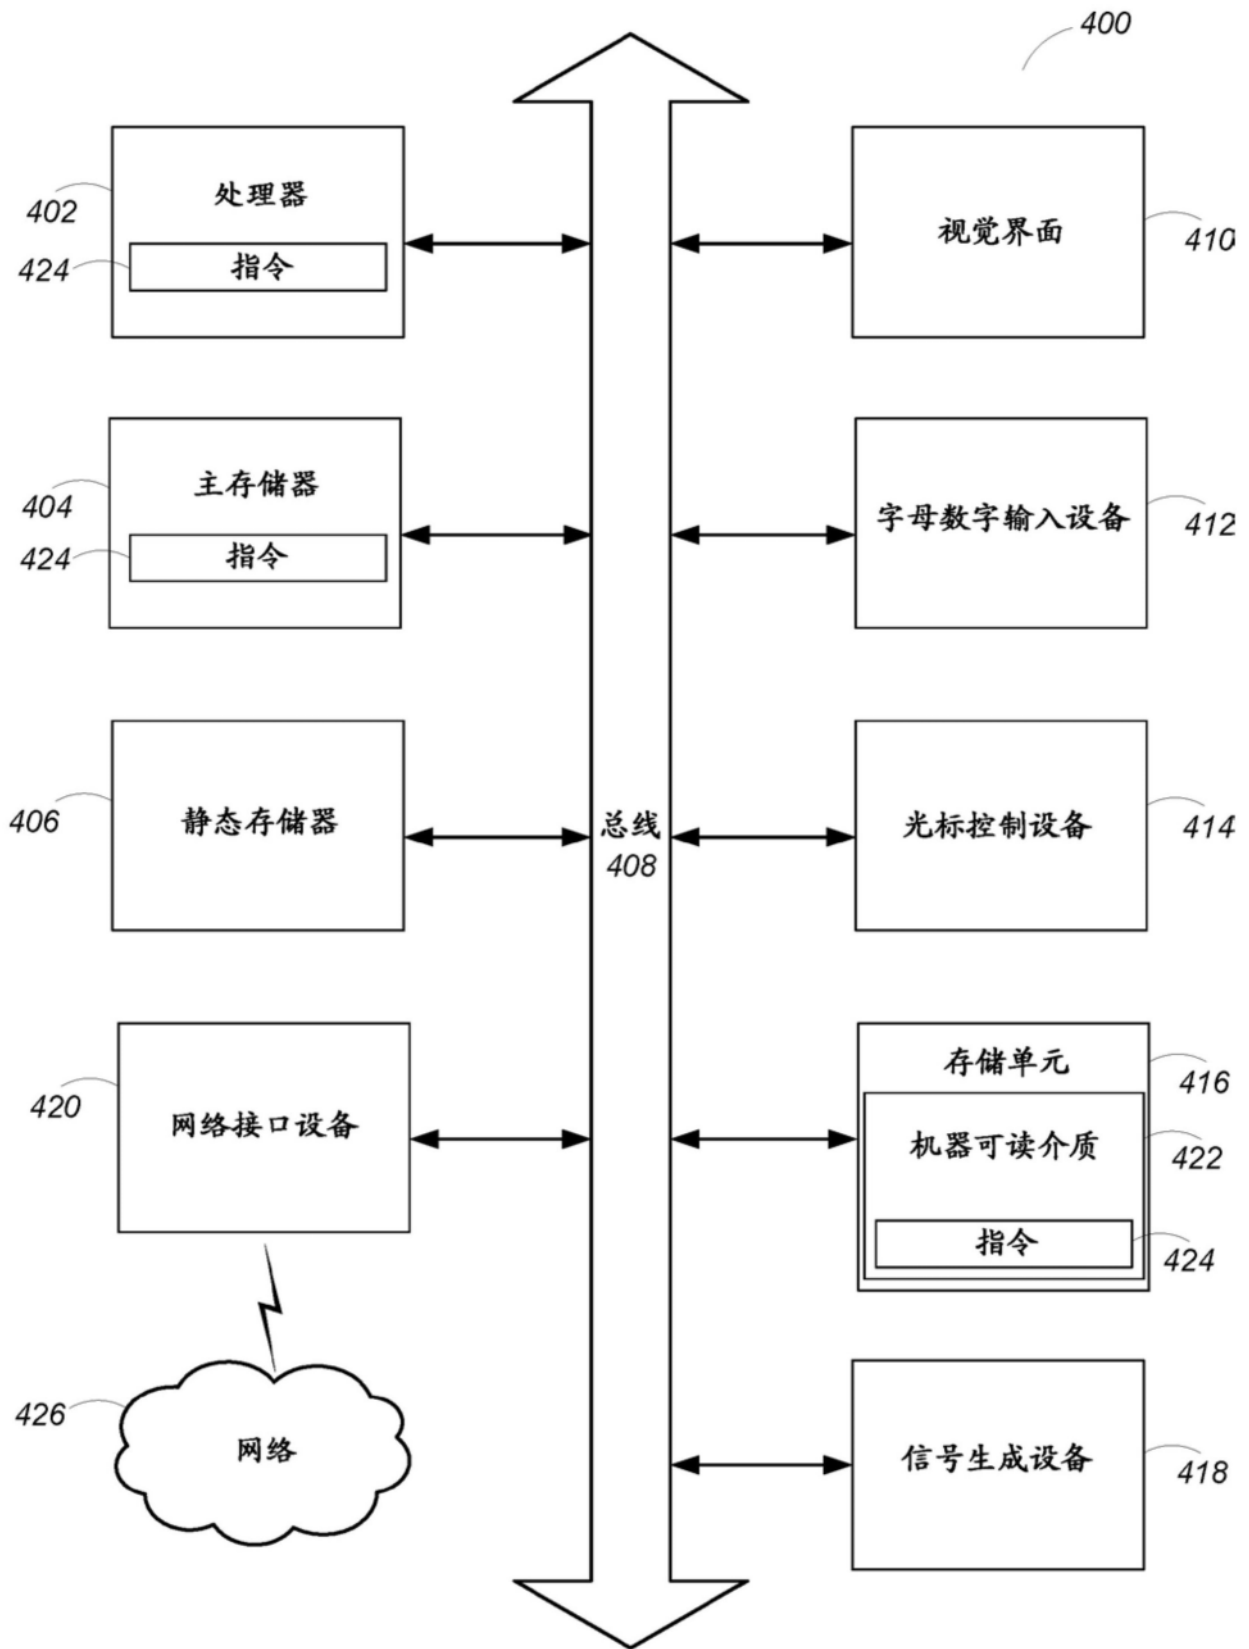 400
处理器
402
指令
424
视觉界面
410
主存储器
404
指令
424
字母数字输入设备
412
静态存储器
406
总线
408
光标控制设备
414
网络接口设备
420
存储单元
416
机器可读介质
422
指令
424
网络
426
信号生成设备
418